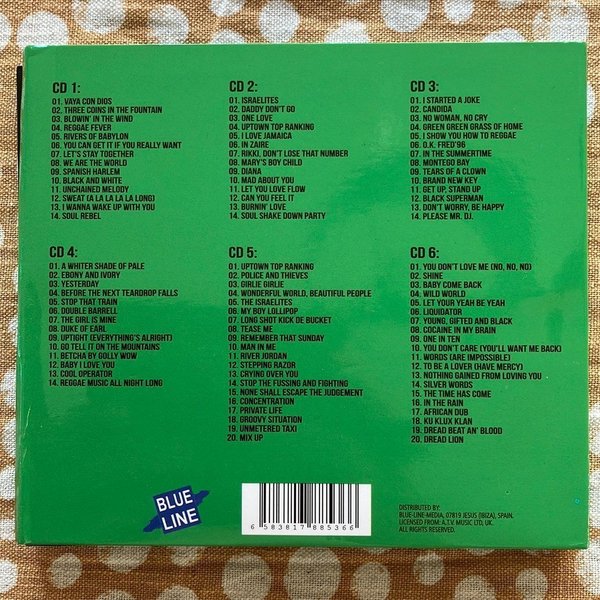 CD 1:
01. VAYA CON DIOS
02. THREE COINS IN THE FOUNTAIN
03. BLOWIN' IN THE WIND
04. REGGAE FEVER
05. RIVERS OF BABYLON
06. YOU CAN GET IT IF YOU REALLY WANT
07. LET'S STAY TOGETHER
08. WE ARE THE WORLD
09. SPANISH HARLEM
10. BLACK AND WHITE
11. UNCHAINED MELODY
12. SWEAT (A LA LA LA LA LONG)
13. I WANNA WAKE UP WITH YOU
14. SOUL REBEL
CD 2:
01. ISRAELITES
02. DADDY DON'T GO
03. ONE LOVE
04. UPTOWN TOP RANKING
05. I LOVE JAMAICA
06. IN ZAIRE
07. RIKKI, DON'T LOSE THAT NUMBER
08. MARY'S BOY CHILD
09. DIANA
10. MAD ABOUT YOU
11. LET YOU LOVE FLOW
12. CAN YOU FEEL IT
13. BURNIN' LOVE
14. SOUL SHAKE DOWN PARTY
CD 3:
01. I STARTED A JOKE
02. CANDIDA
03. NO WOMAN, NO CRY
04. GREEN GREEN GRASS OF HOME
05. I SHOW YOU HOW TO REGGAE
06. O.K. FRED'96
07. IN THE SUMMERTIME
08. MONTEGO BAY
09. TEARS OF A CLOWN
10. BRAND NEW KEY
11. GET UP, STAND UP
12. BLACK SUPERMAN
13. DON'T WORRY, BE HAPPY
14. PLEASE MR. DJ.
CD 4:
01. A WHITER SHADE OF PALE
02. EBONY AND IVORY
03. YESTERDAY
04. BEFORE THE NEXT TEARDROP FALLS
05. STOP THAT TRAIN
06. DOUBLE BARRELL
07. THE GIRL IS MINE
08. DUKE OF EARL
09. UPTIGHT (EVERYTHING'S ALRIGHT)
10. GO TELL IT ON THE MOUNTAINS
11. BETCHA BY GOLLY WOW
12. BABY I LOVE YOU
13. COOL OPERATOR
14. REGGAE MUSIC ALL NIGHT LONG
CD 5:
01. UPTOWN TOP RANKING
02. POLICE AND THIEVES
03. GIRLIE GIRLIE
04. WONDERFUL WORLD, BEAUTIFUL PEOPLE
05. THE ISRAELITES
06. MY BOY LOLLIPOP
07. LONG SHOT KICK DE BUCKET
08. TEASE ME
09. REMEMBER THAT SUNDAY
10. MAN IN ME
11. RIVER JORDAN
12. STEPPING RAZOR
13. CRYING OVER YOU
14. STOP THE FUSSING AND FIGHTING
15. NONE SHALL ESCAPE THE JUDGEMENT
16. CONCENTRATION
17. PRIVATE LIFE
18. GROOVY SITUATION
19. UNMETERED TAXI
20. MIX UP
CD 6:
01. YOU DON'T LOVE ME (NO, NO, NO)
02. SHINE
03. BABY COME BACK
04. WILD WORLD
05. LET YOUR YEAH BE YEAH
06. LIQUIDATOR
07. YOUNG, GIFTED AND BLACK
08. COCAINE IN MY BRAIN
09. ONE IN TEN
10. YOU DON'T CARE (YOU'LL WANT ME BACK)
11. WORDS (ARE IMPOSSIBLE)
12. TO BE A LOVER (HAVE MERCY)
13. NOTHING GAINED FROM LOVING YOU
14. SILVER WORDS
15. THE TIME HAS COME
16. IN THE RAIN
17. AFRICAN DUB
18. KU KLUX KLAN
19. DREAD BEAT AN' BLOOD
20. DREAD LION
BLUE
LINE
6 583817 885366
DISTRIBUTED BY:
BLUE-LINE-MEDIA, 07819 JESUS (IBIZA), SPAIN.
LICENSED FROM: A.T.V. MUSIC LTD, UK.
ALL RIGHTS RESERVED.